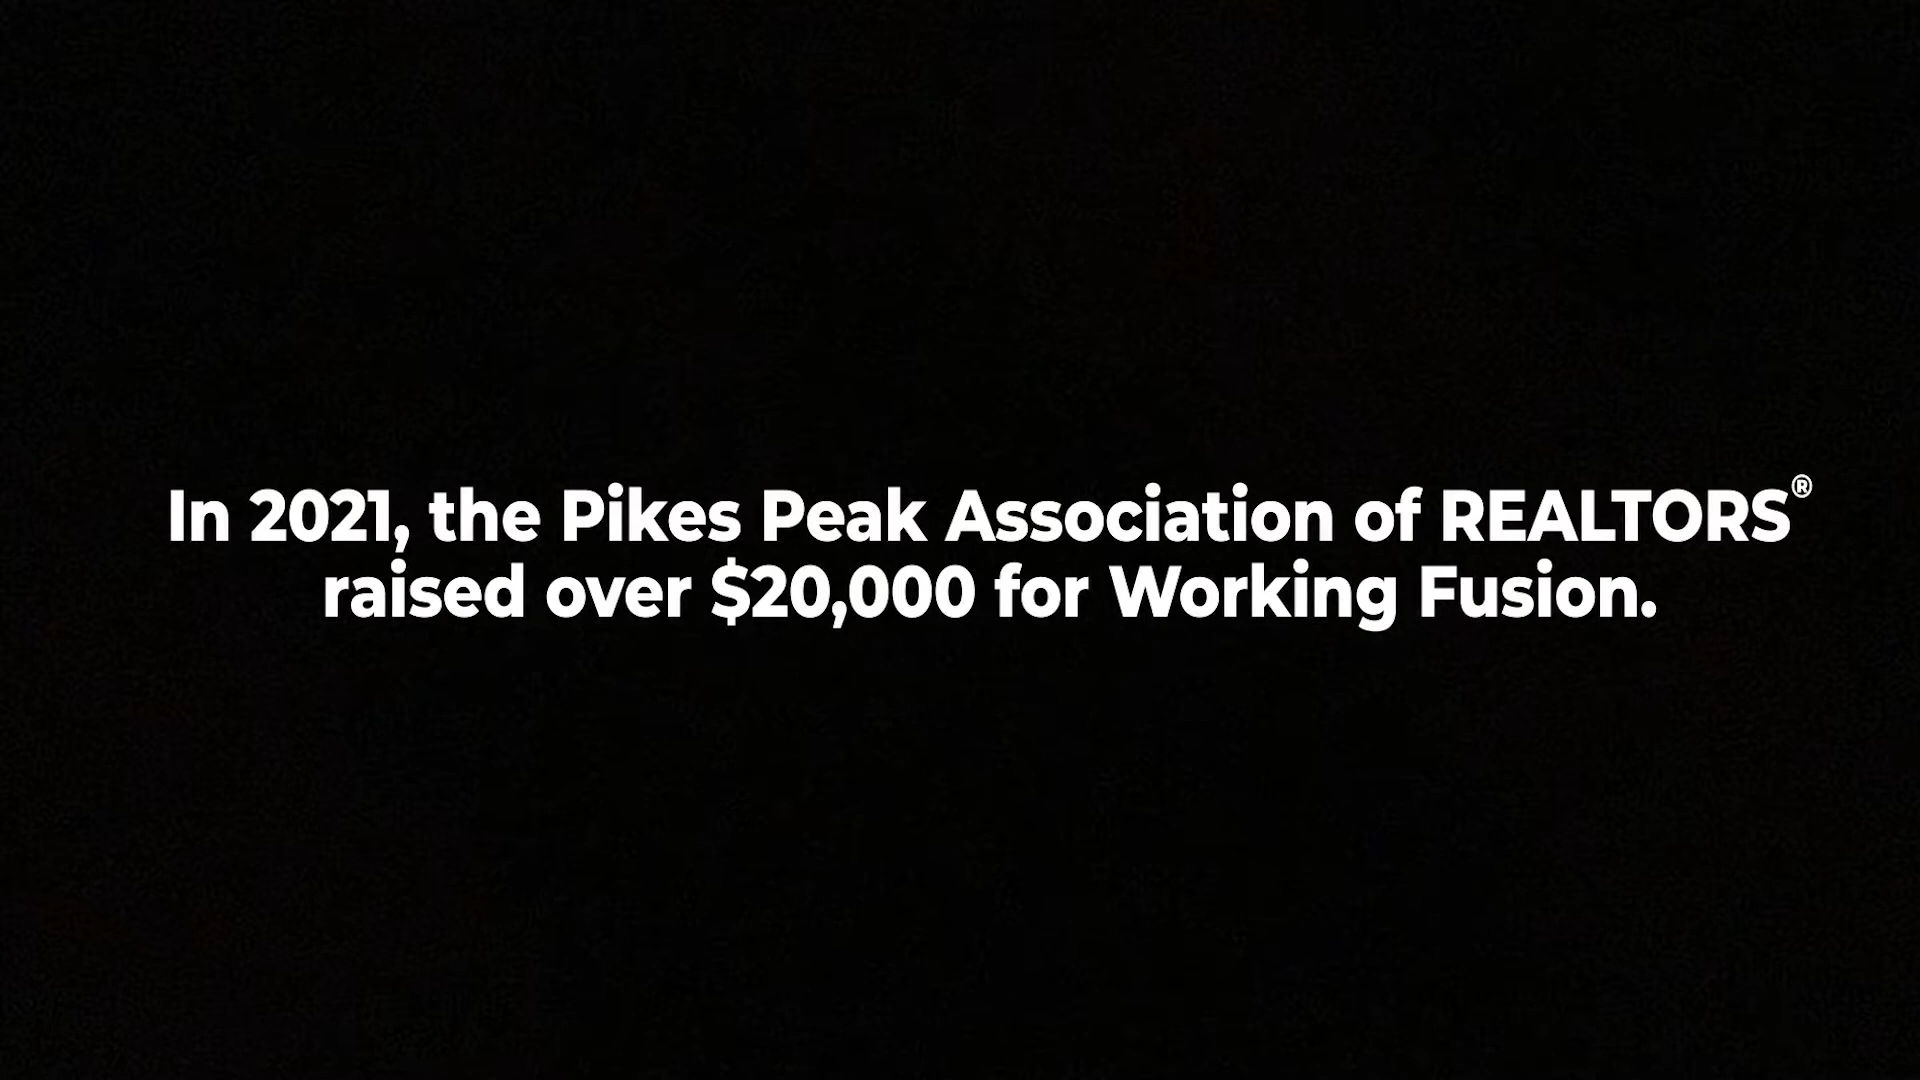 In 2021, the Pikes Peak Association of REALTORS®
raised over $20,000 for Working Fusion.